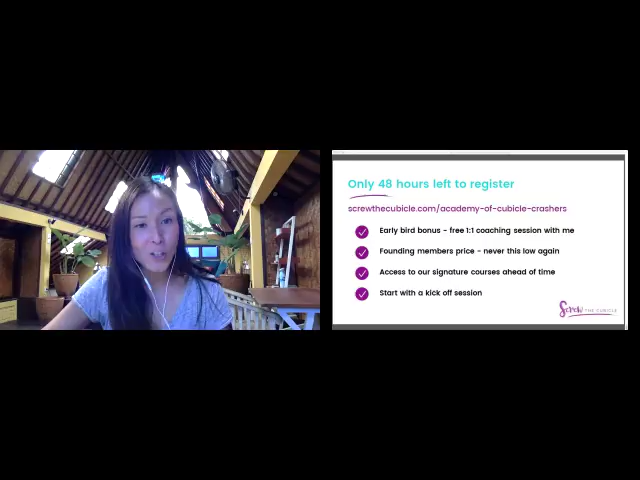 Only 48 hours left to register
screwthecubicle.com/academy-of-cubicle-crashers
Early bird bonus - free 1:1 coaching session with me
Founding members price - never this low again
Access to our signature courses ahead of time
Start with a kick off session
Screw THE CUBICLE